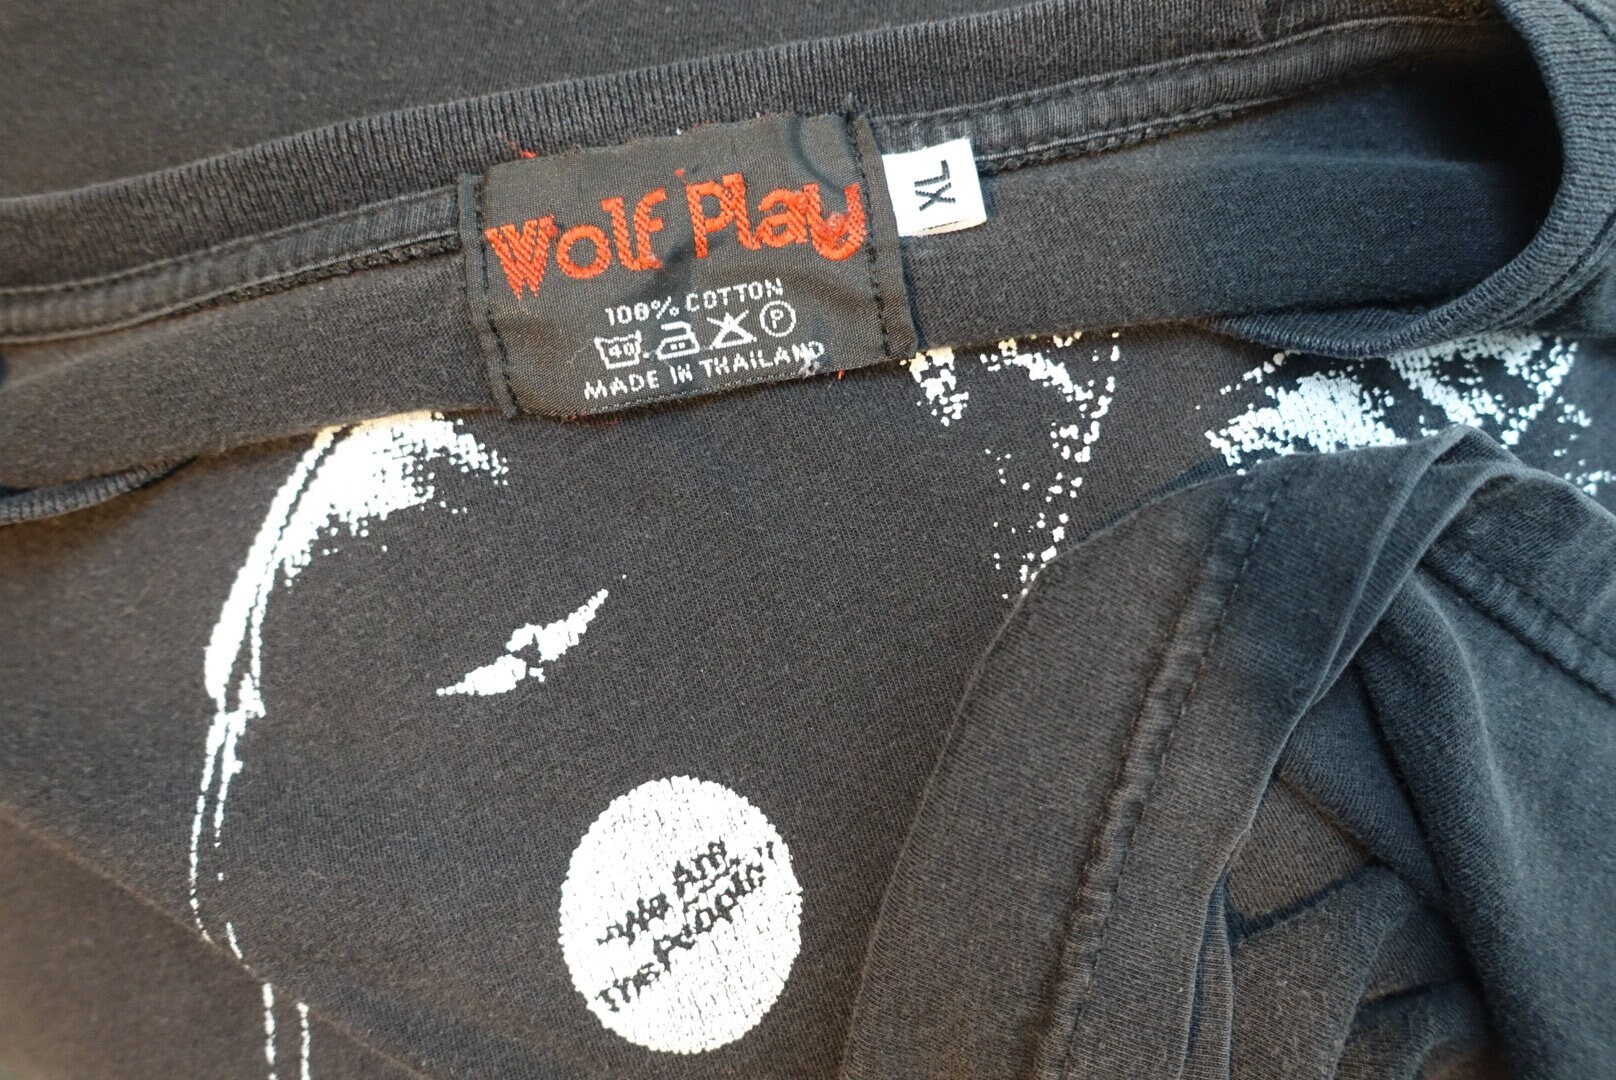 Wolf Play
XL
100% COTTON
40
P
MADE IN THAILAND
We Are
The People